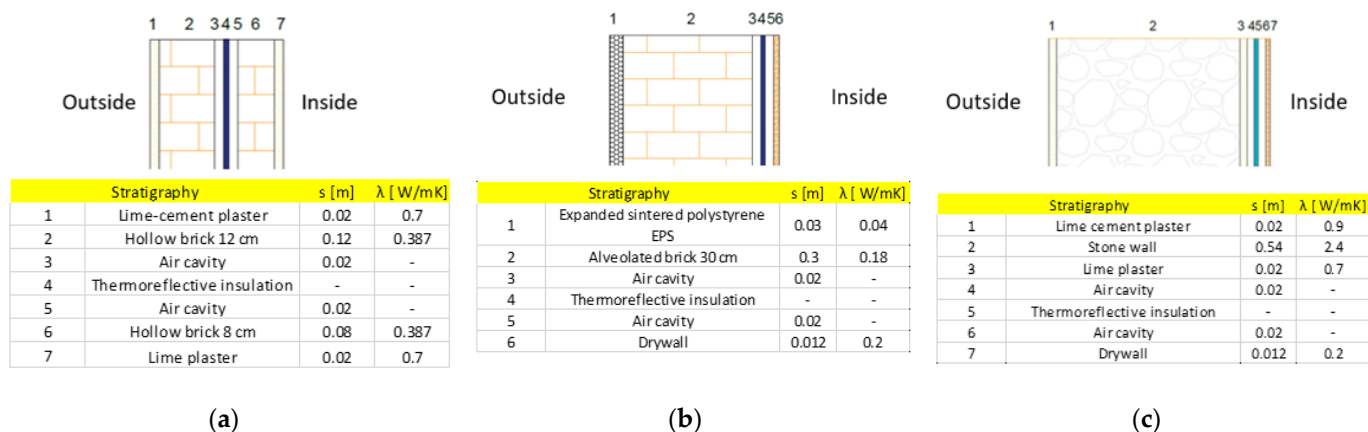 1 2 3 4 5 6 7
Outside
Inside
Stratigraphy s [m] λ [ W/mK]
1 Lime-cement plaster 0.02 0.7
2 Hollow brick 12 cm 0.12 0.387
3 Air cavity 0.02 -
4 Thermoreflective insulation - -
5 Air cavity 0.02 -
6 Hollow brick 8 cm 0.08 0.387
7 Lime plaster 0.02 0.7
(a)
1 2 3456
Outside
Inside
Stratigraphy s [m] λ [ W/mK]
1 Expanded sintered polystyrene
EPS 0.03 0.04
2 Alveolated brick 30 cm 0.3 0.18
3 Air cavity 0.02 -
4 Thermoreflective insulation - -
5 Air cavity 0.02 -
6 Drywall 0.012 0.2
(b)
1 2 3 4567
Outside
Inside
Stratigraphy s [m] λ [W/mK]
1 Lime cement plaster 0.02 0.9
2 Stone wall 0.54 2.4
3 Lime plaster 0.02 0.7
4 Air cavity 0.02 -
5 Thermoreflective insulation - -
6 Air cavity 0.02 -
7 Drywall 0.012 0.2
(c)